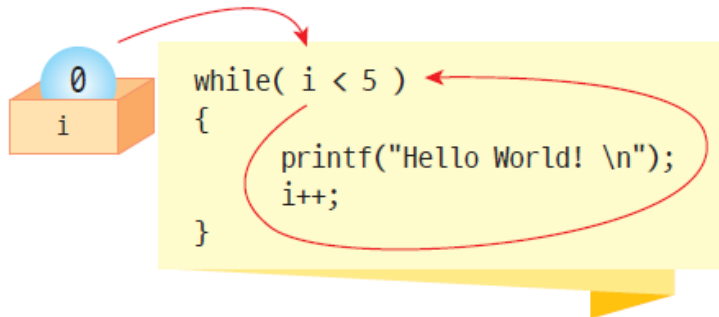 0
i
while( i < 5 )
{
printf("Hello World! \n");
i++;
}